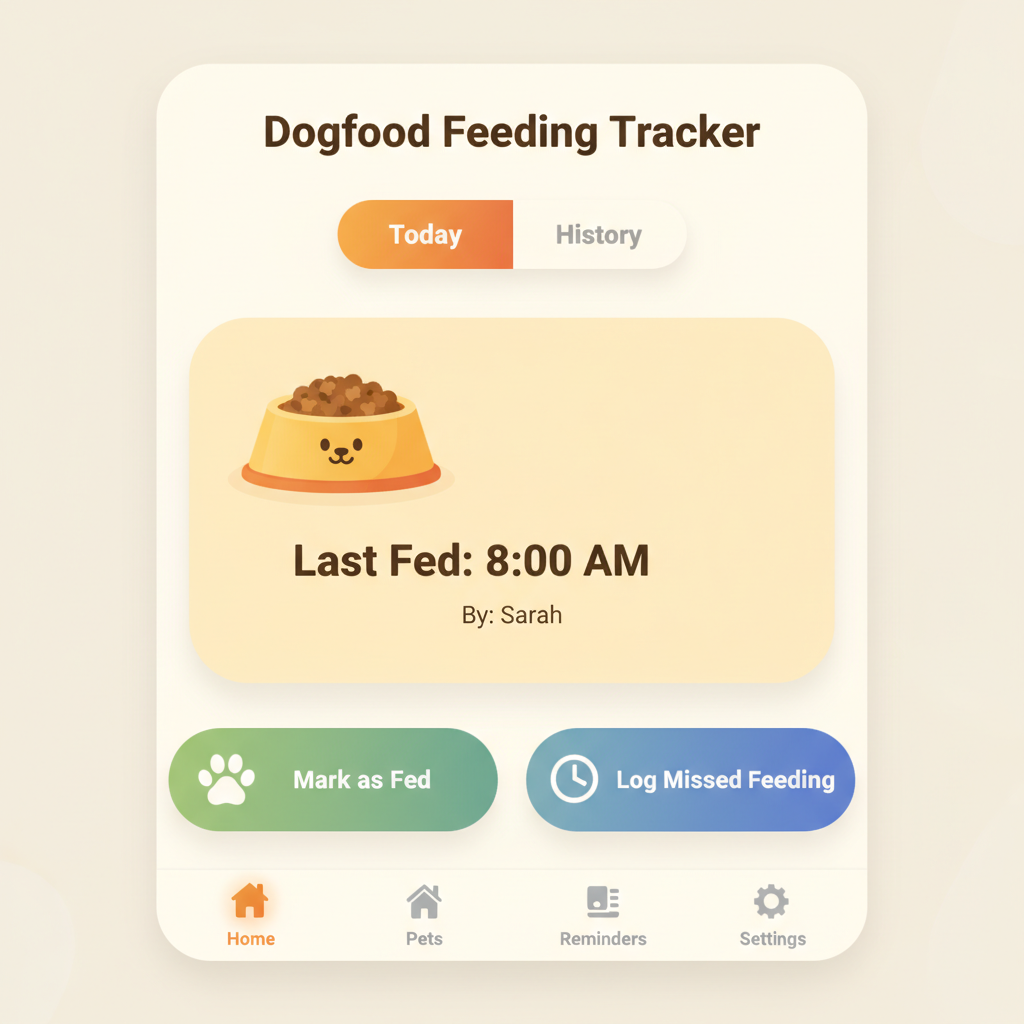 Dogfood Feeding Tracker
Today
History
Last Fed: 8:00 AM
By: Sarah
Mark as Fed
Log Missed Feeding
Home
Pets
Reminders
Settings